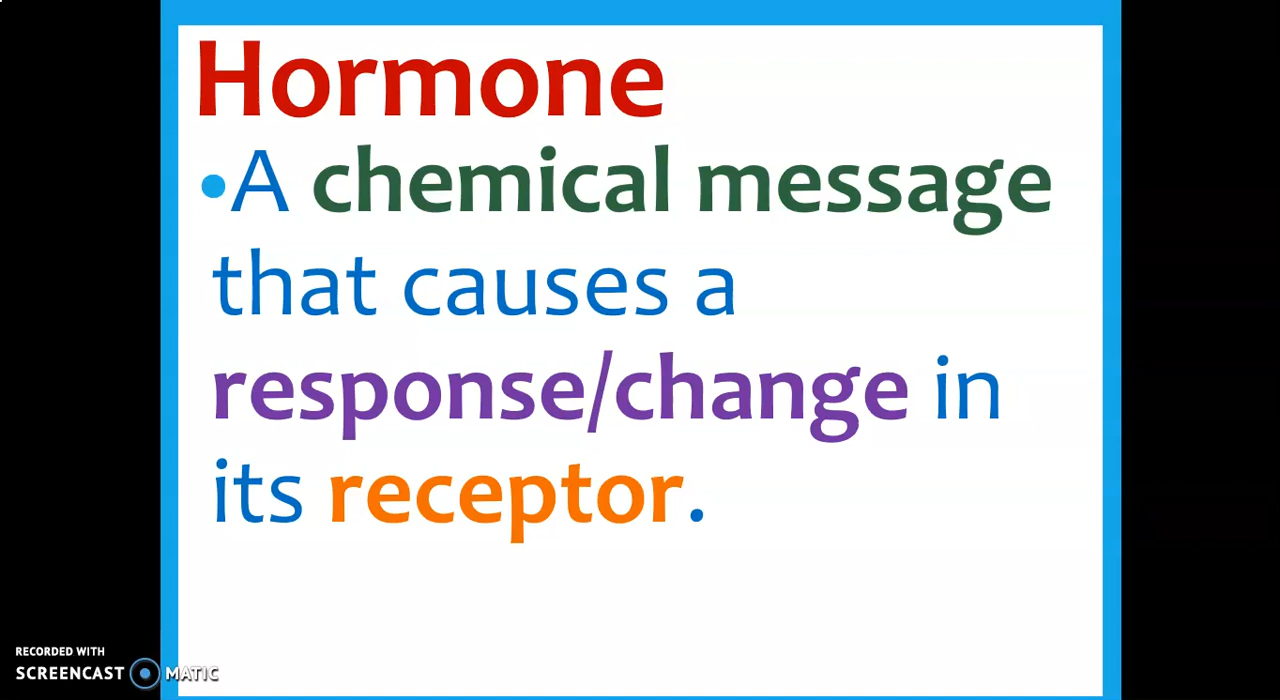 Hormone
•A chemical message
that causes a
response/change in
its receptor.
RECORDED WITH
SCREENCAST MATIC